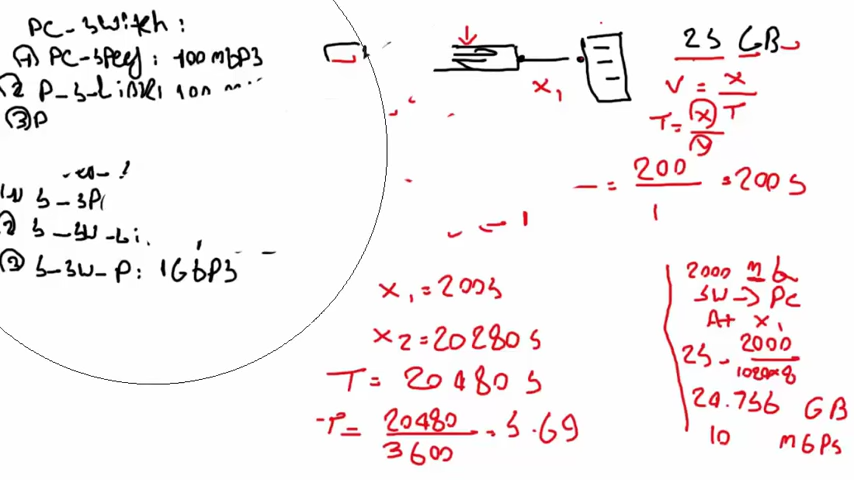 PC-Switch:
① PC-Speed: 100 mbPS
② P-S-Link: 100 m
③ P
① S-SP
② S-SW-Li
③ S-SW-P: 1GbPS
x₁
25 GB
V = x/T
T = x/V
= 200/1 = 200 S
x₁ = 200 S
x₂ = 20280 S
T = 20480 S
T = 20480/3600 = 5.69
2000 mb
SW → PC
At x₁
25 - 2000/1024×8
24.756 GB
10 mbPs